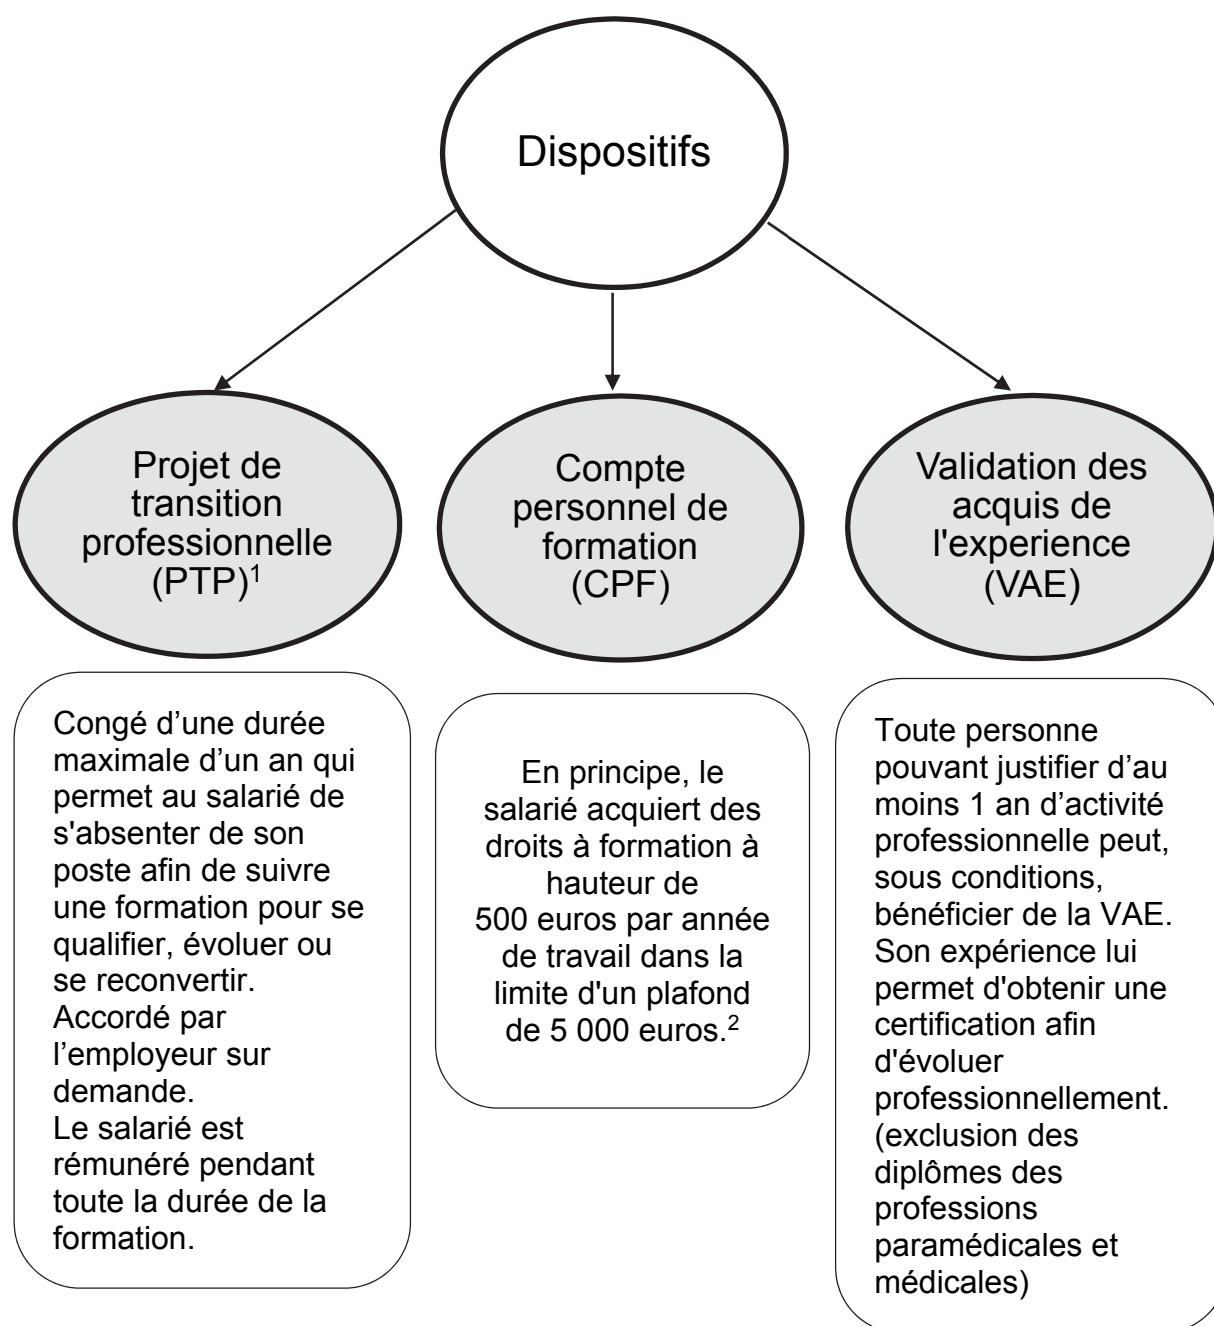 Dispositifs
Projet de
transition
professionnelle
(PTP)1
Compte
personnel de
formation
(CPF)
Validation des
acquis de
l'experience
(VAE)
Congé d’une durée
maximale d’un an qui
permet au salarié de
s'absenter de son
poste afin de suivre
une formation pour se
qualifier, évoluer ou
se reconvertir.
Accordé par
l’employeur sur
demande.
Le salarié est
rémunéré pendant
toute la durée de la
formation.
En principe, le
salarié acquiert des
droits à formation à
hauteur de
500 euros par année
de travail dans la
limite d'un plafond
de 5 000 euros.2
Toute personne
pouvant justifier d’au
moins 1 an d’activité
professionnelle peut,
sous conditions,
bénéficier de la VAE.
Son expérience lui
permet d'obtenir une
certification afin
d'évoluer
professionnellement.
(exclusion des
diplômes des
professions
paramédicales et
médicales)